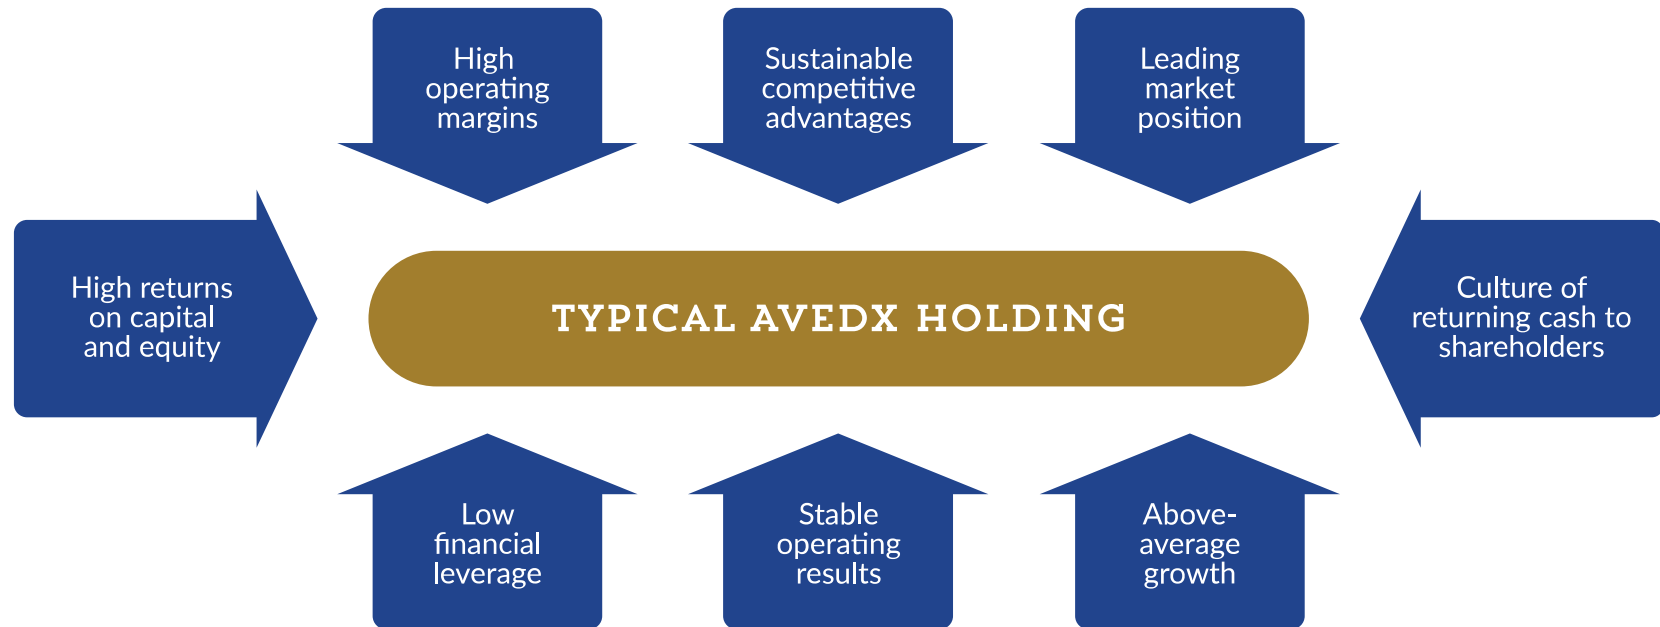 High
operating
margins
Sustainable
competitive
advantages
Leading
market
position
High returns
on capital
and equity
TYPICAL AVEDX HOLDING
Culture of
returning cash to
shareholders
Low
financial
leverage
Stable
operating
results
Above-
average
growth